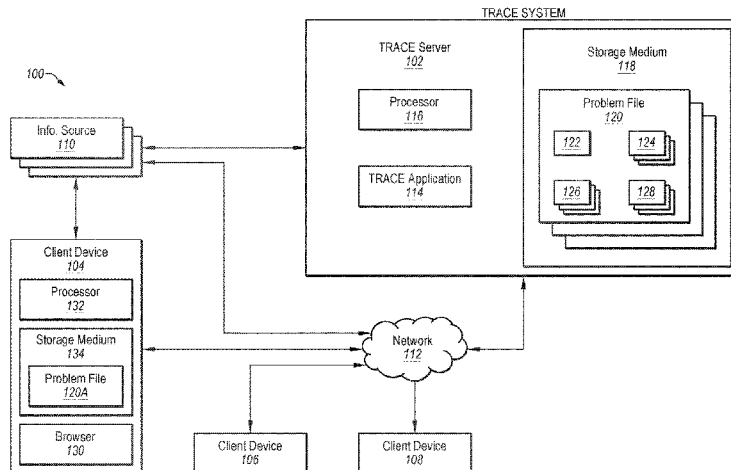 TRACE SYSTEM
100
TRACE Server
102
Processor
116
TRACE Application
114
Storage Medium
118
Problem File
120
122
124
126
128
Info. Source
110
Client Device
104
Processor
132
Storage Medium
134
Problem File
120A
Browser
130
Network
112
Client Device
106
Client Device
108